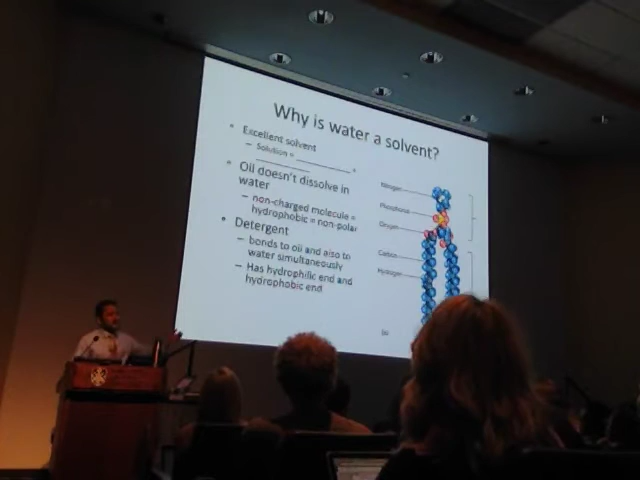 Why is water a solvent?
• Excellent solvent
– Solution = ____________ +
____________
• Oil doesn't dissolve in
water
– non-charged molecule =
hydrophobic = non-polar
• Detergent
– bonds to oil and also to
water simultaneously
– Has hydrophilic end and
hydrophobic end
Nitrogen
Phosphorus
Oxygen
Carbon
Hydrogen